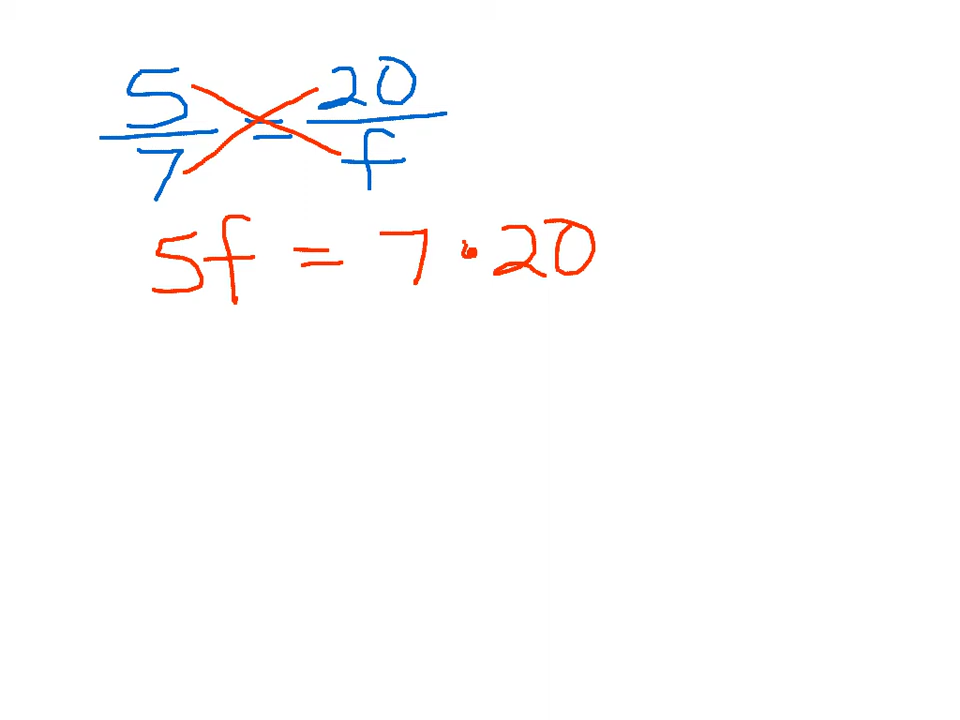 5/7 = 20/f
5f = 7 • 20